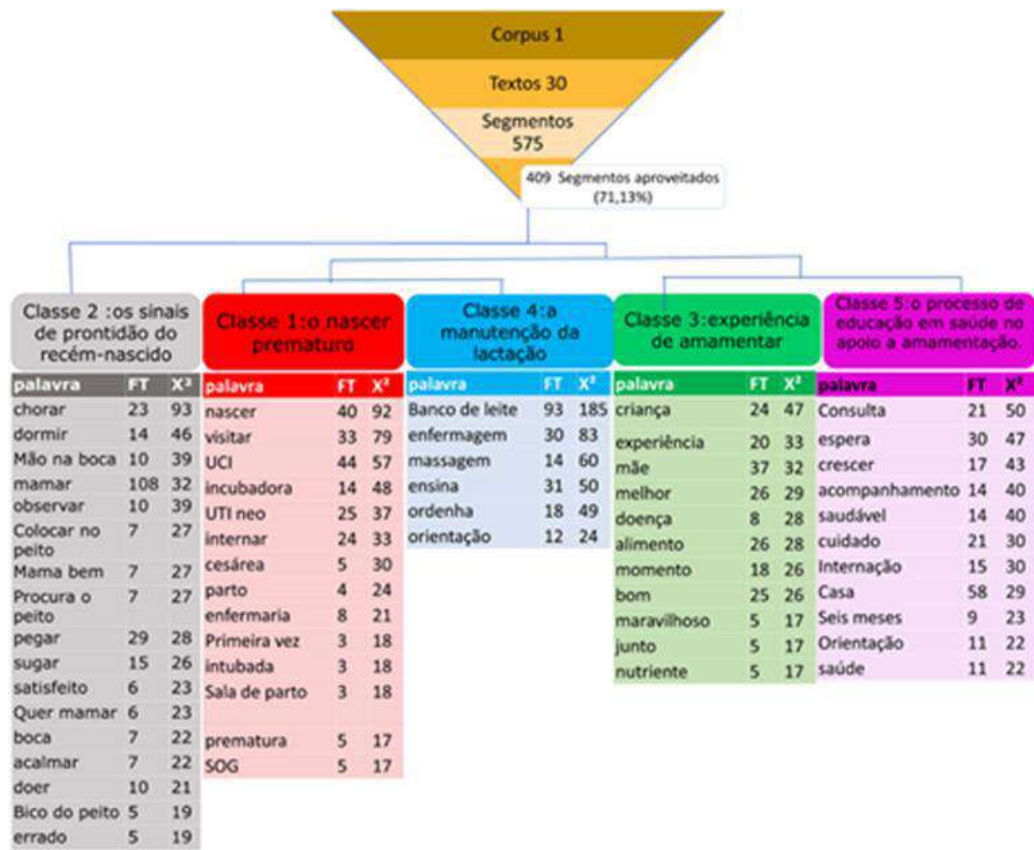 Corpus 1
Textos 30
Segmentos
575
409 Segmentos aproveitados
(71,13%)
Classe 2 :os sinais
de prontidão do
recém-nascido
palavra FT X²
chorar 23 93
dormir 14 46
Mão na boca 10 39
mamar 108 32
observar 10 39
Colocar no
peito 7 27
Mama bem 7 27
Procura o
peito 7 27
pegar 29 28
sugar 15 26
satisfeito 6 23
Quer mamar 6 23
boca 7 22
acalmar 7 22
doer 10 21
Bico do peito 5 19
errado 5 19
Classe 1:o nascer
prematuro
palavra FT X²
nascer 40 92
visitar 33 79
UCI 44 57
incubadora 14 48
UTI neo 25 37
internar 24 33
cesárea 5 30
parto 4 24
enfermaria 8 21
Primeira vez 3 18
intubada 3 18
Sala de parto 3 18
prematura 5 17
SOG 5 17
Classe 4:a
manutenção da
lactação
palavra FT X²
Banco de leite 93 185
enfermagem 30 83
massagem 14 60
ensina 31 50
ordenha 18 49
orientação 12 24
Classe 3:experiência
de amamentar
palavra FT X²
criança 24 47
experiência 20 33
mãe 37 32
melhor 26 29
doença 8 28
alimento 26 28
momento 18 26
bom 25 26
maravilhoso 5 17
junto 5 17
nutriente 5 17
Classe 5:o processo de
educação em saúde no
apoio a amamentação.
palavra FT X²
Consulta 21 50
espera 30 47
crescer 17 43
acompanhamento 14 40
saudável 14 40
cuidado 21 30
Internação 15 30
Casa 58 29
Seis meses 9 23
Orientação 11 22
saúde 11 22